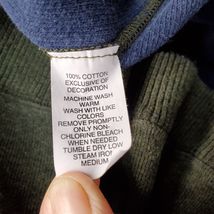 100% COTTON
EXCLUSIVE OF
DECORATION
MACHINE WASH
WARM
WASH WITH LIKE
COLORS
REMOVE PROMPTLY
ONLY NON-
CHLORINE BLEACH
WHEN NEEDED
TUMBLE DRY LOW
STEAM IRON
MEDIUM